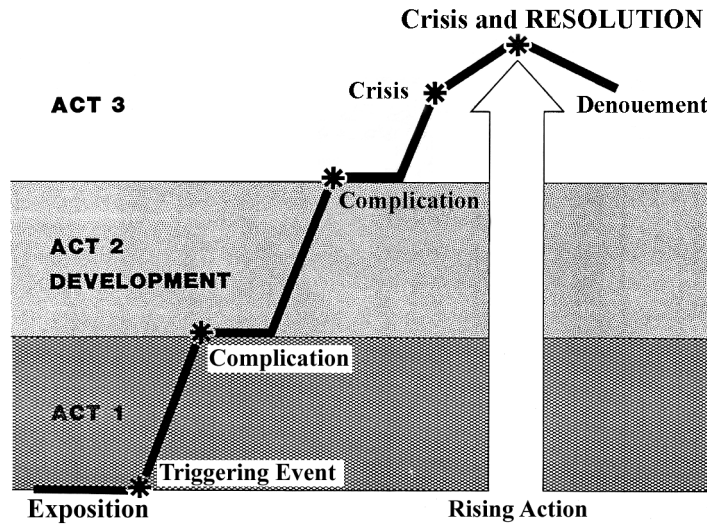 Crisis and RESOLUTION
Crisis
ACT 3
Denouement
Complication
ACT 2
DEVELOPMENT
Complication
ACT 1
Triggering Event
Exposition
Rising Action